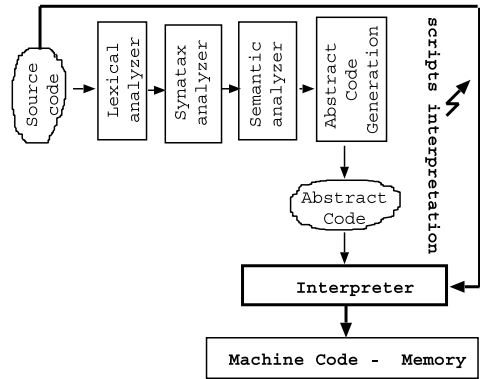 Source
code
Lexical
analyzer
Synatax
analyzer
Semantic
analyzer
Abstract
Code
Generation
scripts interpretation
Abstract
Code
Interpreter
Machine Code - Memory